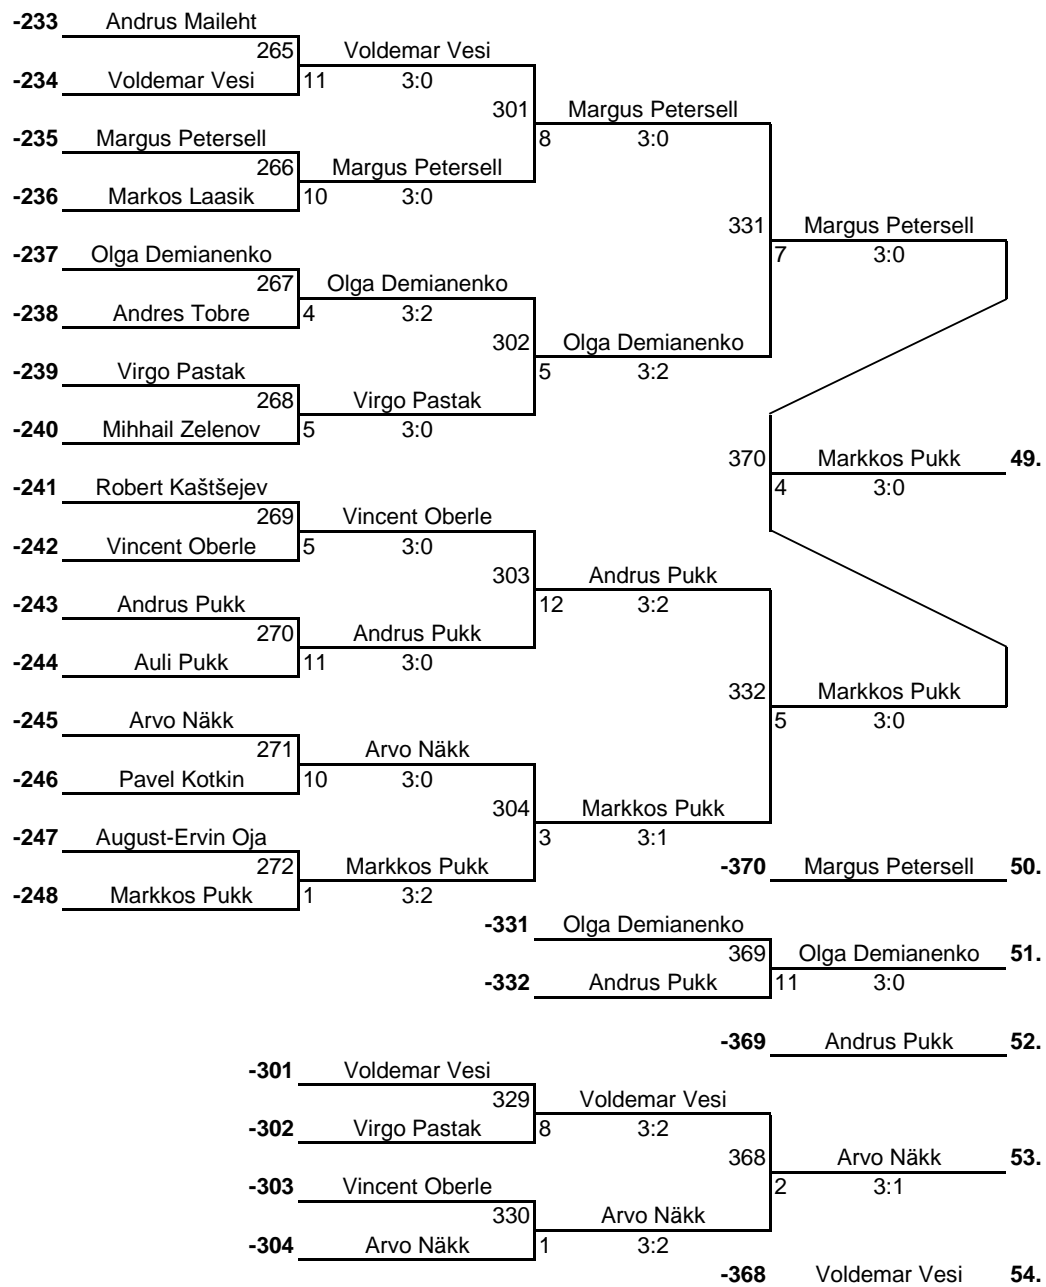 -233 Andrus Maileht
265 Voldemar Vesi
-234 Voldemar Vesi 11 3:0
301 Margus Petersell
-235 Margus Petersell 8 3:0
266 Margus Petersell
-236 Markos Laasik 10 3:0
331 Margus Petersell
-237 Olga Demianenko 7 3:0
267 Olga Demianenko
-238 Andres Tobre 4 3:2
302 Olga Demianenko
-239 Virgo Pastak 5 3:2
268 Virgo Pastak
-240 Mihhail Zelenov 5 3:0
370 Markkos Pukk 49.
-241 Robert Kaštšejev 4 3:0
269 Vincent Oberle
-242 Vincent Oberle 5 3:0
303 Andrus Pukk
-243 Andrus Pukk 12 3:2
270 Andrus Pukk
-244 Auli Pukk 11 3:0
332 Markkos Pukk
-245 Arvo Näkk 5 3:0
271 Arvo Näkk
-246 Pavel Kotkin 10 3:0
304 Markkos Pukk
-247 August-Ervin Oja 3 3:1
272 Markkos Pukk -370 Margus Petersell 50.
-248 Markkos Pukk 1 3:2
-331 Olga Demianenko
369 Olga Demianenko 51.
-332 Andrus Pukk 11 3:0
-369 Andrus Pukk 52.
-301 Voldemar Vesi
329 Voldemar Vesi
-302 Virgo Pastak 8 3:2
368 Arvo Näkk 53.
-303 Vincent Oberle 2 3:1
330 Arvo Näkk
-304 Arvo Näkk 1 3:2
-368 Voldemar Vesi 54.